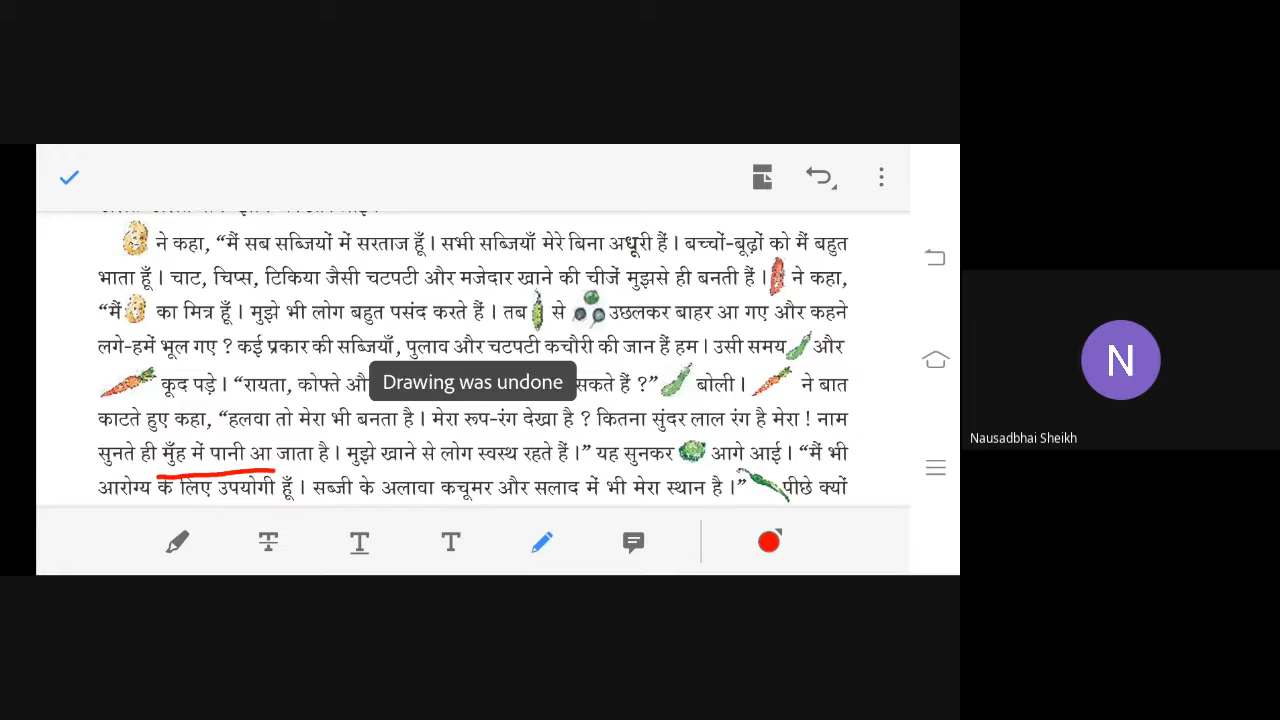 ने कहा, “मैं सब सब्जियों में सरताज हूँ। सभी सब्जियाँ मेरे बिना अधूरी हैं। बच्चों-बूढ़ों को मैं बहुत
भाता हूँ। चाट, चिप्स, टिकिया जैसी चटपटी और मजेदार खाने की चीजें मुझसे ही बनती हैं। ने कहा,
“मैं का मित्र हूँ। मुझे भी लोग बहुत पसंद करते हैं। तब से उछलकर बाहर आ गए और कहने
लगे-हमें भूल गए ? कई प्रकार की सब्जियाँ, पुलाव और चटपटी कचौरी की जान हैं हम। उसी समय और
कूद पड़े। “रायता, कोफ्ते सकते हैं ?” बोली। ने बात
Drawing was undone
काटते हुए कहा, “हलवा तो मेरा भी बनता है। मेरा रूप-रंग देखा है ? कितना सुंदर लाल रंग है मेरा ! नाम
सुनते ही मुँह में पानी आ जाता है। मुझे खाने से लोग स्वस्थ रहते हैं।” यह सुनकर आगे आई। “मैं भी
आरोग्य के लिए उपयोगी हूँ। सब्जी के अलावा कचूमर और सलाद में भी मेरा स्थान है।” पीछे क्यों
T
T
T
N
Nausadbhai Sheikh